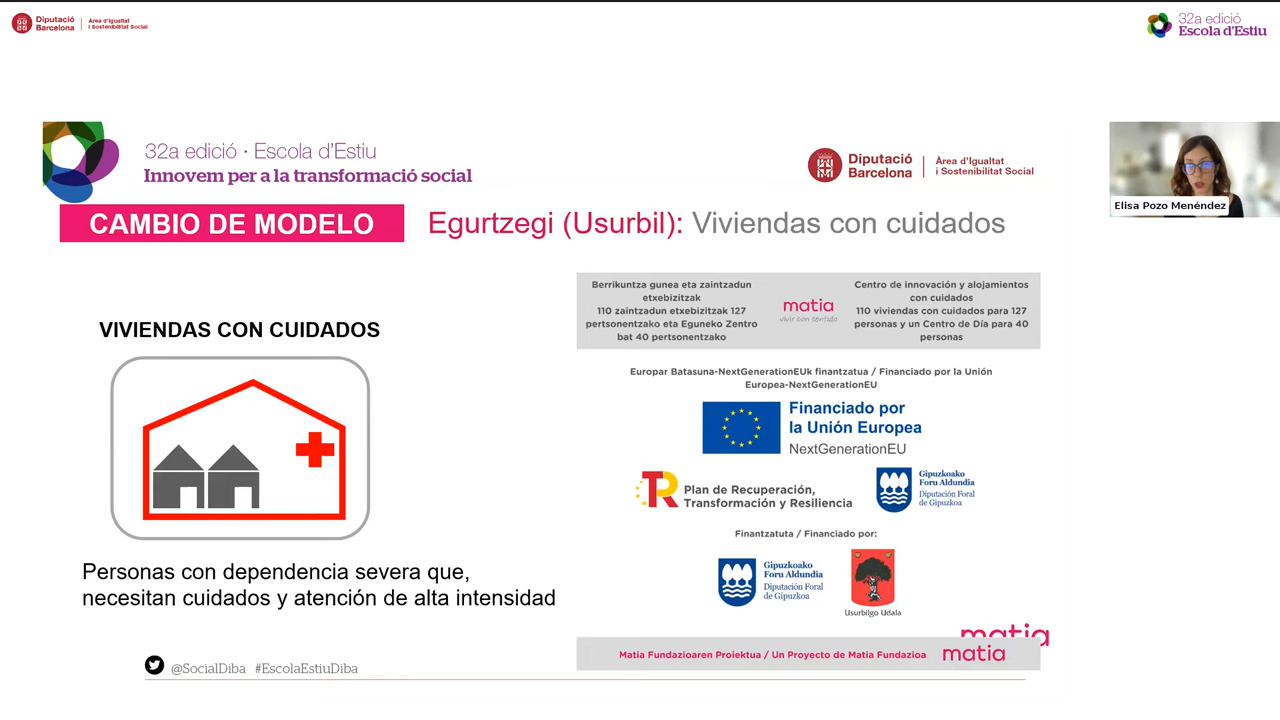 Diputació
Barcelona
Àrea d'Igualtat
i Sostenibilitat Social
32a edició
Escola d'Estiu
32a edició · Escola d'Estiu
Innovem per a la transformació social
Diputació
Barcelona
Àrea d'Igualtat
i Sostenibilitat Social
Elisa Pozo Menéndez
CAMBIO DE MODELO
Egurtzegi (Usurbil): Viviendas con cuidados
VIVIENDAS CON CUIDADOS
Personas con dependencia severa que,
necesitan cuidados y atención de alta intensidad
Berrikuntza gunea eta zaintzadun
etxebizitzak
110 zaintzadun etxebizitzak 127
pertsonentzako eta Eguneko Zentro
bat 40 pertsonentzako
matia
vivir con sentido
Centro de innovación y alojamientos
con cuidados
110 viviendas con cuidados para 127
personas y un Centro de Día para 40
personas
Europar Batasuna-NextGenerationEUk finantzatua / Financiado por la Unión
Europea-NextGenerationEU
Financiado por
la Unión Europea
NextGenerationEU
TR
Plan de Recuperación,
Transformación y Resiliencia
Gipuzkoako
Foru Aldundia
Diputación Foral
de Gipuzkoa
Finantzatuta / Financiado por:
Gipuzkoako
Foru Aldundia
Diputación Foral
de Gipuzkoa
Usurbilgo Udala
matia
Matia Fundazioaren Proiektua / Un Proyecto de Matia Fundazioa
matia
@SocialDiba #EscolaEstiuDiba